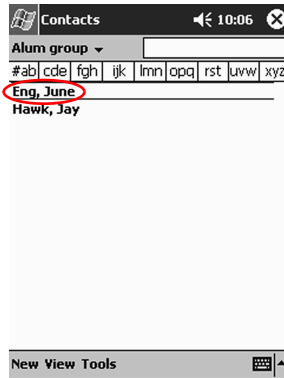 Contacts 10:06
Alum group
#ab cde fgh ijk lmn opq rst uvw xyz
Eng, June
Hawk, Jay
New View Tools